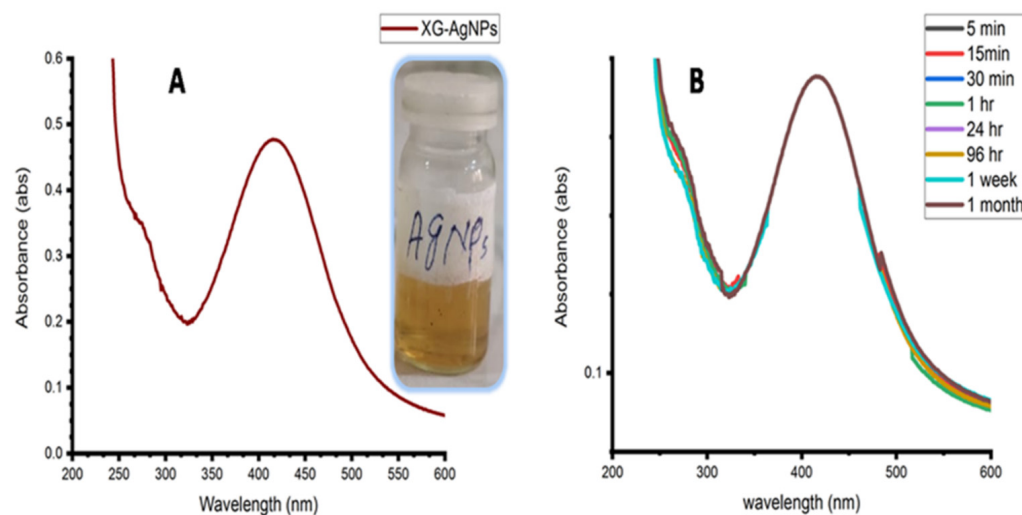 XG-AgNPs
A
0.6
0.5
0.4
0.3
0.2
0.1
0.0
Absorbance (abs)
200 250 300 350 400 450 500 550 600
Wavelength (nm)
AgNPs
B
5 min
15min
30 min
1 hr
24 hr
96 hr
1 week
1 month
Absorbance (abs)
0.1
200 300 400 500 600
wavelength (nm)